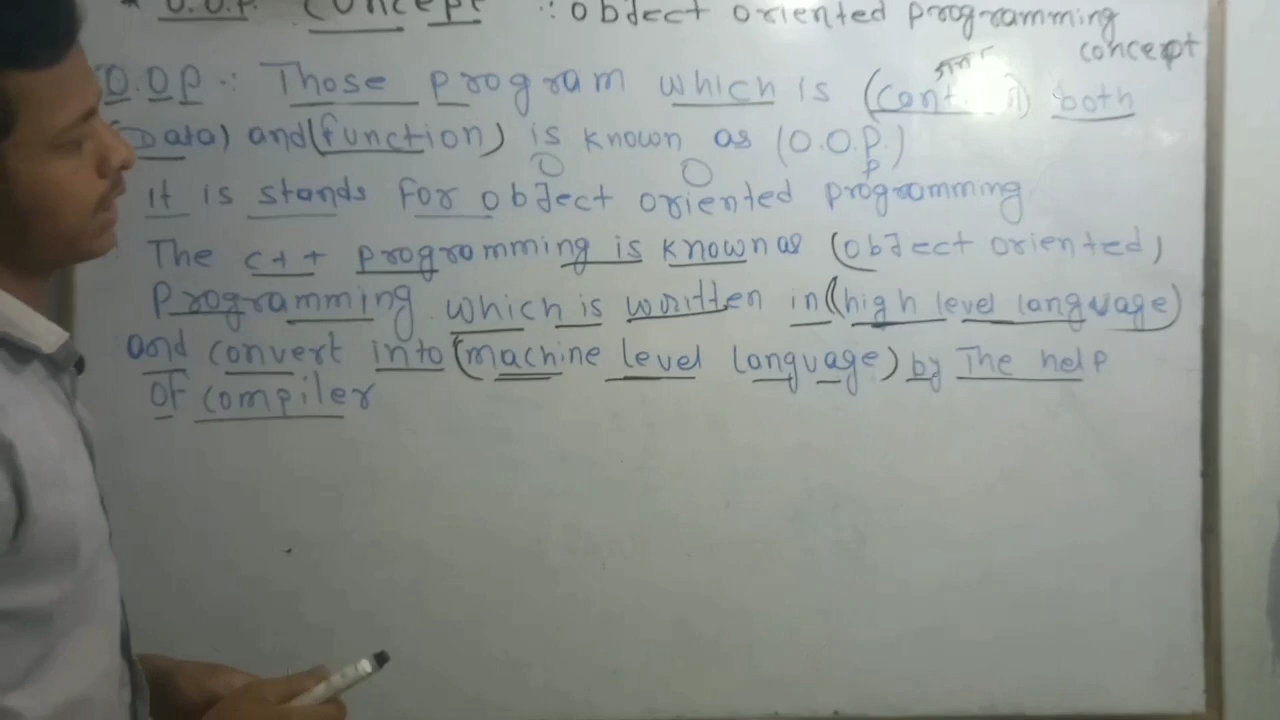 * O.O.P. Concept :: object oriented programming
concept
O.O.P :: Those program which is (Cont both
(Data) and (function) is known as (O.O.P.)
O O P
it is stands for object oriented programming
The c++ programming is known as (object oriented)
Programming which is written in (high level language)
and convert into (machine level language) by The help
of compiler